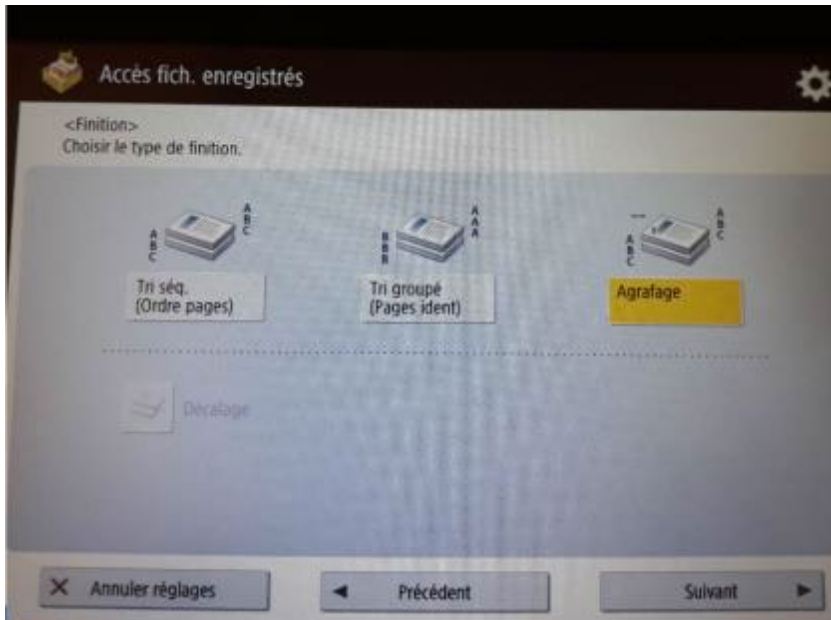 Accès fich. enregistrés
<Finition>
Choisir le type de finition.
A
B
C
A
B
C
B
B
B
A
A
A
A
B
C
A
B
C
Tri séq.
(Ordre pages)
Tri groupé
(Pages ident)
Agrafage
Décalage
Annuler réglages
Précédent
Suivant